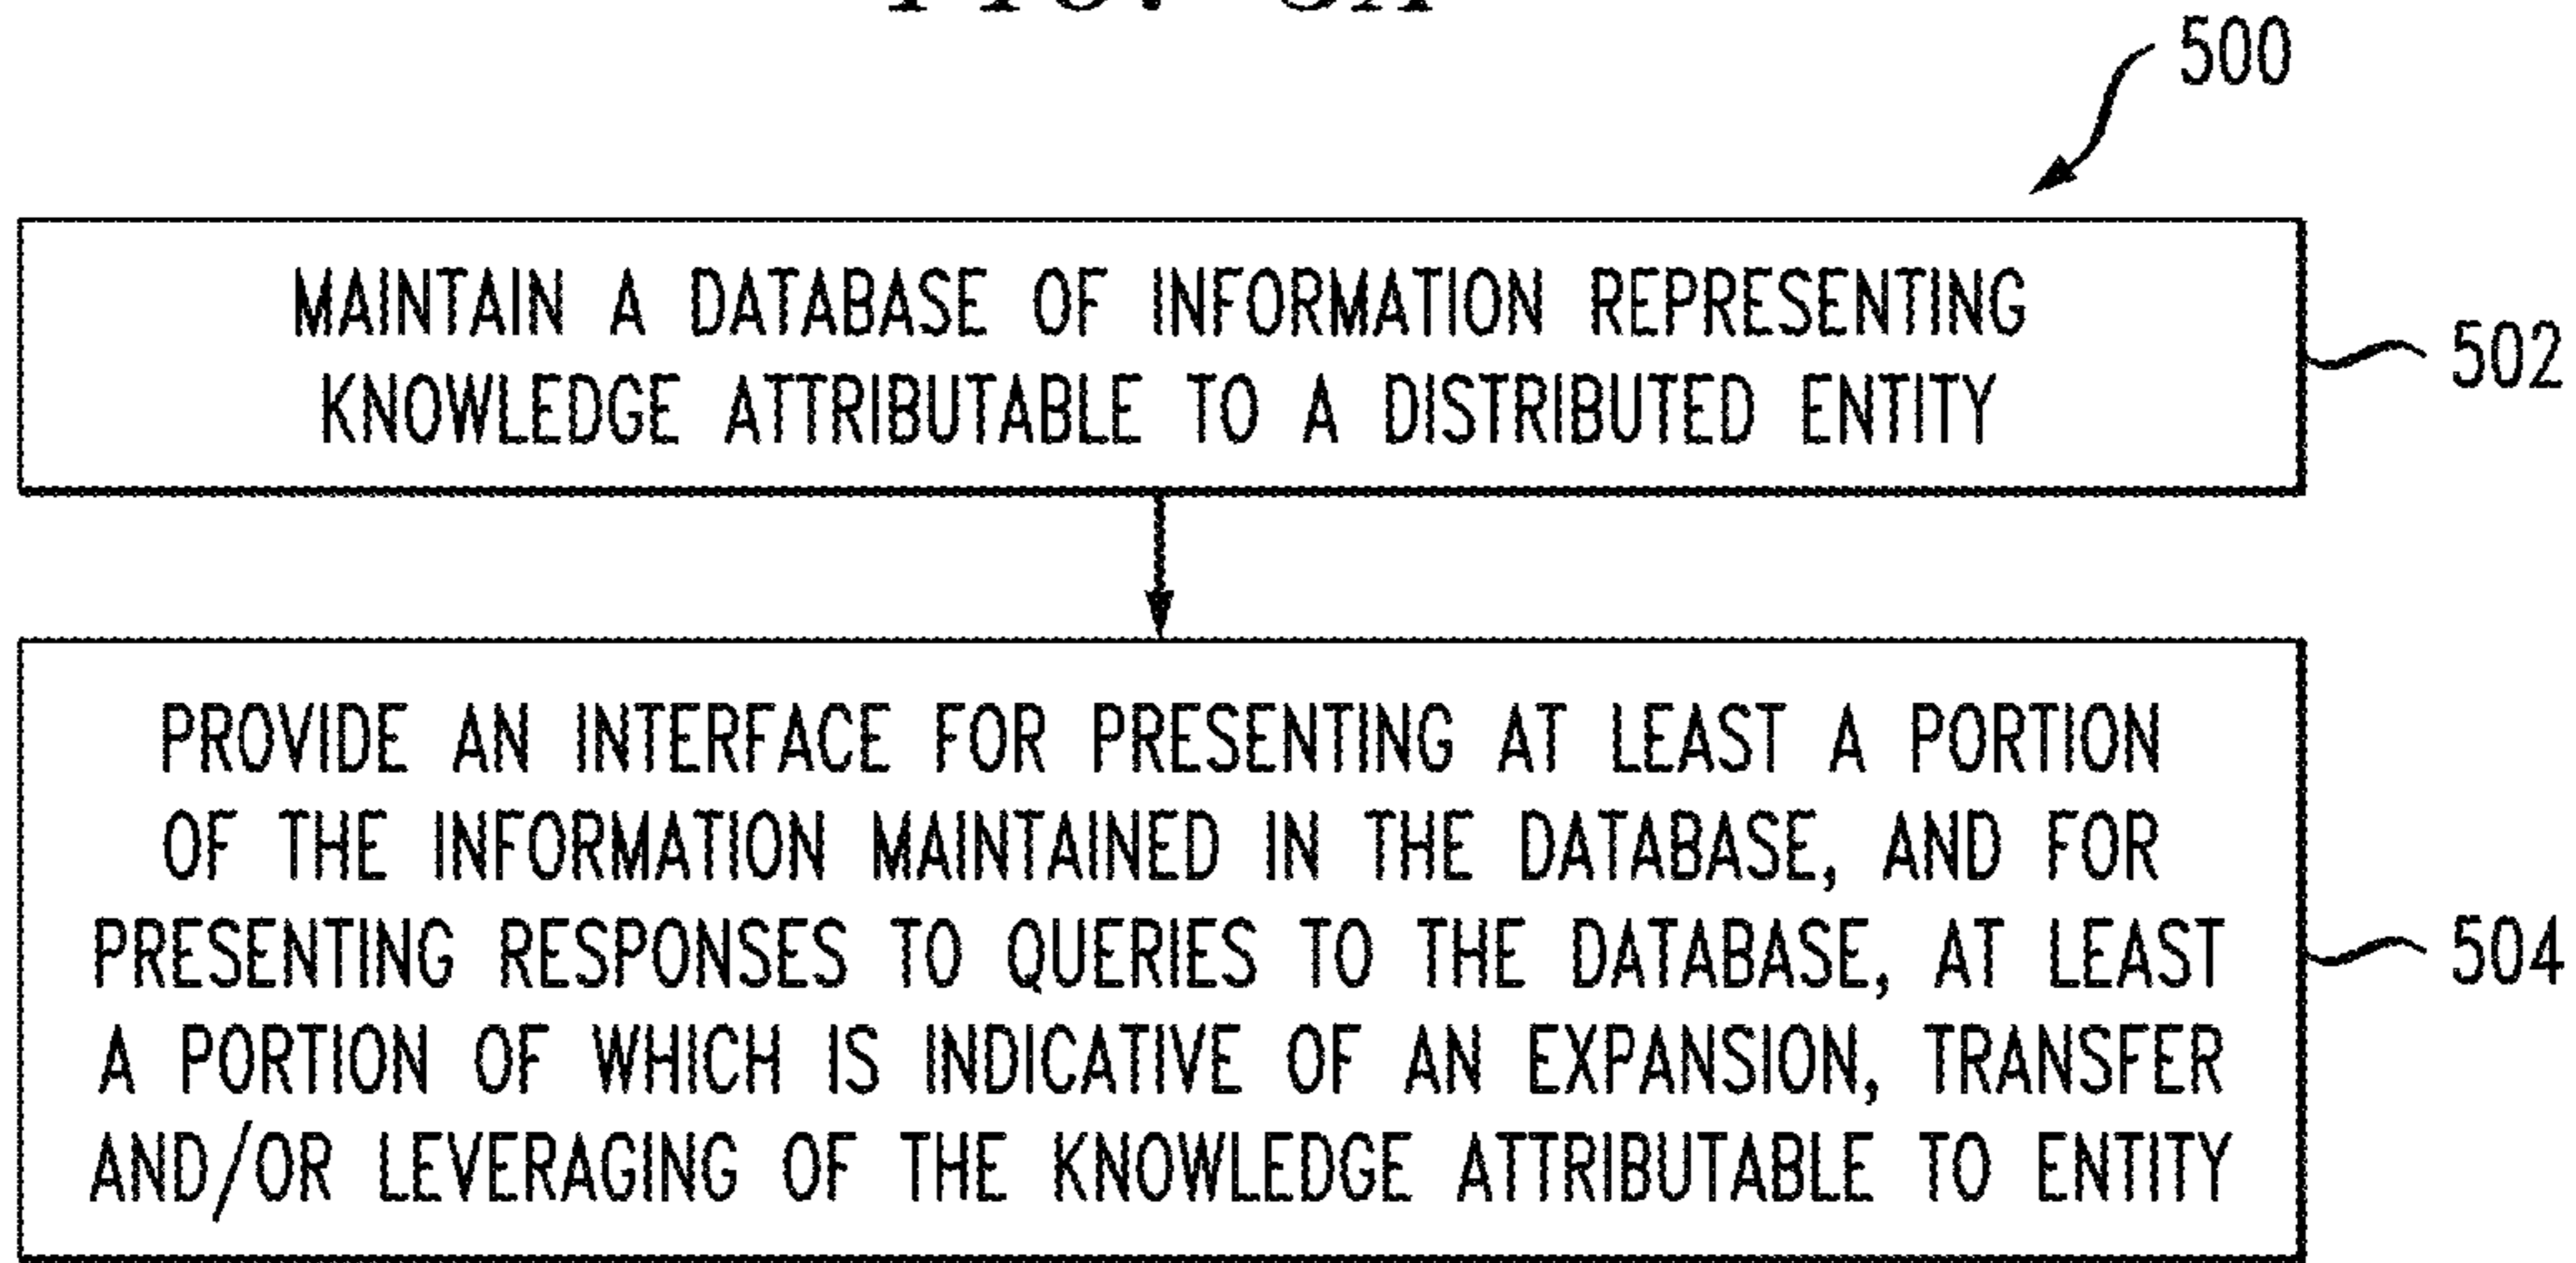 500
MAINTAIN A DATABASE OF INFORMATION REPRESENTING
KNOWLEDGE ATTRIBUTABLE TO A DISTRIBUTED ENTITY
502
PROVIDE AN INTERFACE FOR PRESENTING AT LEAST A PORTION
OF THE INFORMATION MAINTAINED IN THE DATABASE, AND FOR
PRESENTING RESPONSES TO QUERIES TO THE DATABASE, AT LEAST
A PORTION OF WHICH IS INDICATIVE OF AN EXPANSION, TRANSFER
AND/OR LEVERAGING OF THE KNOWLEDGE ATTRIBUTABLE TO ENTITY
504